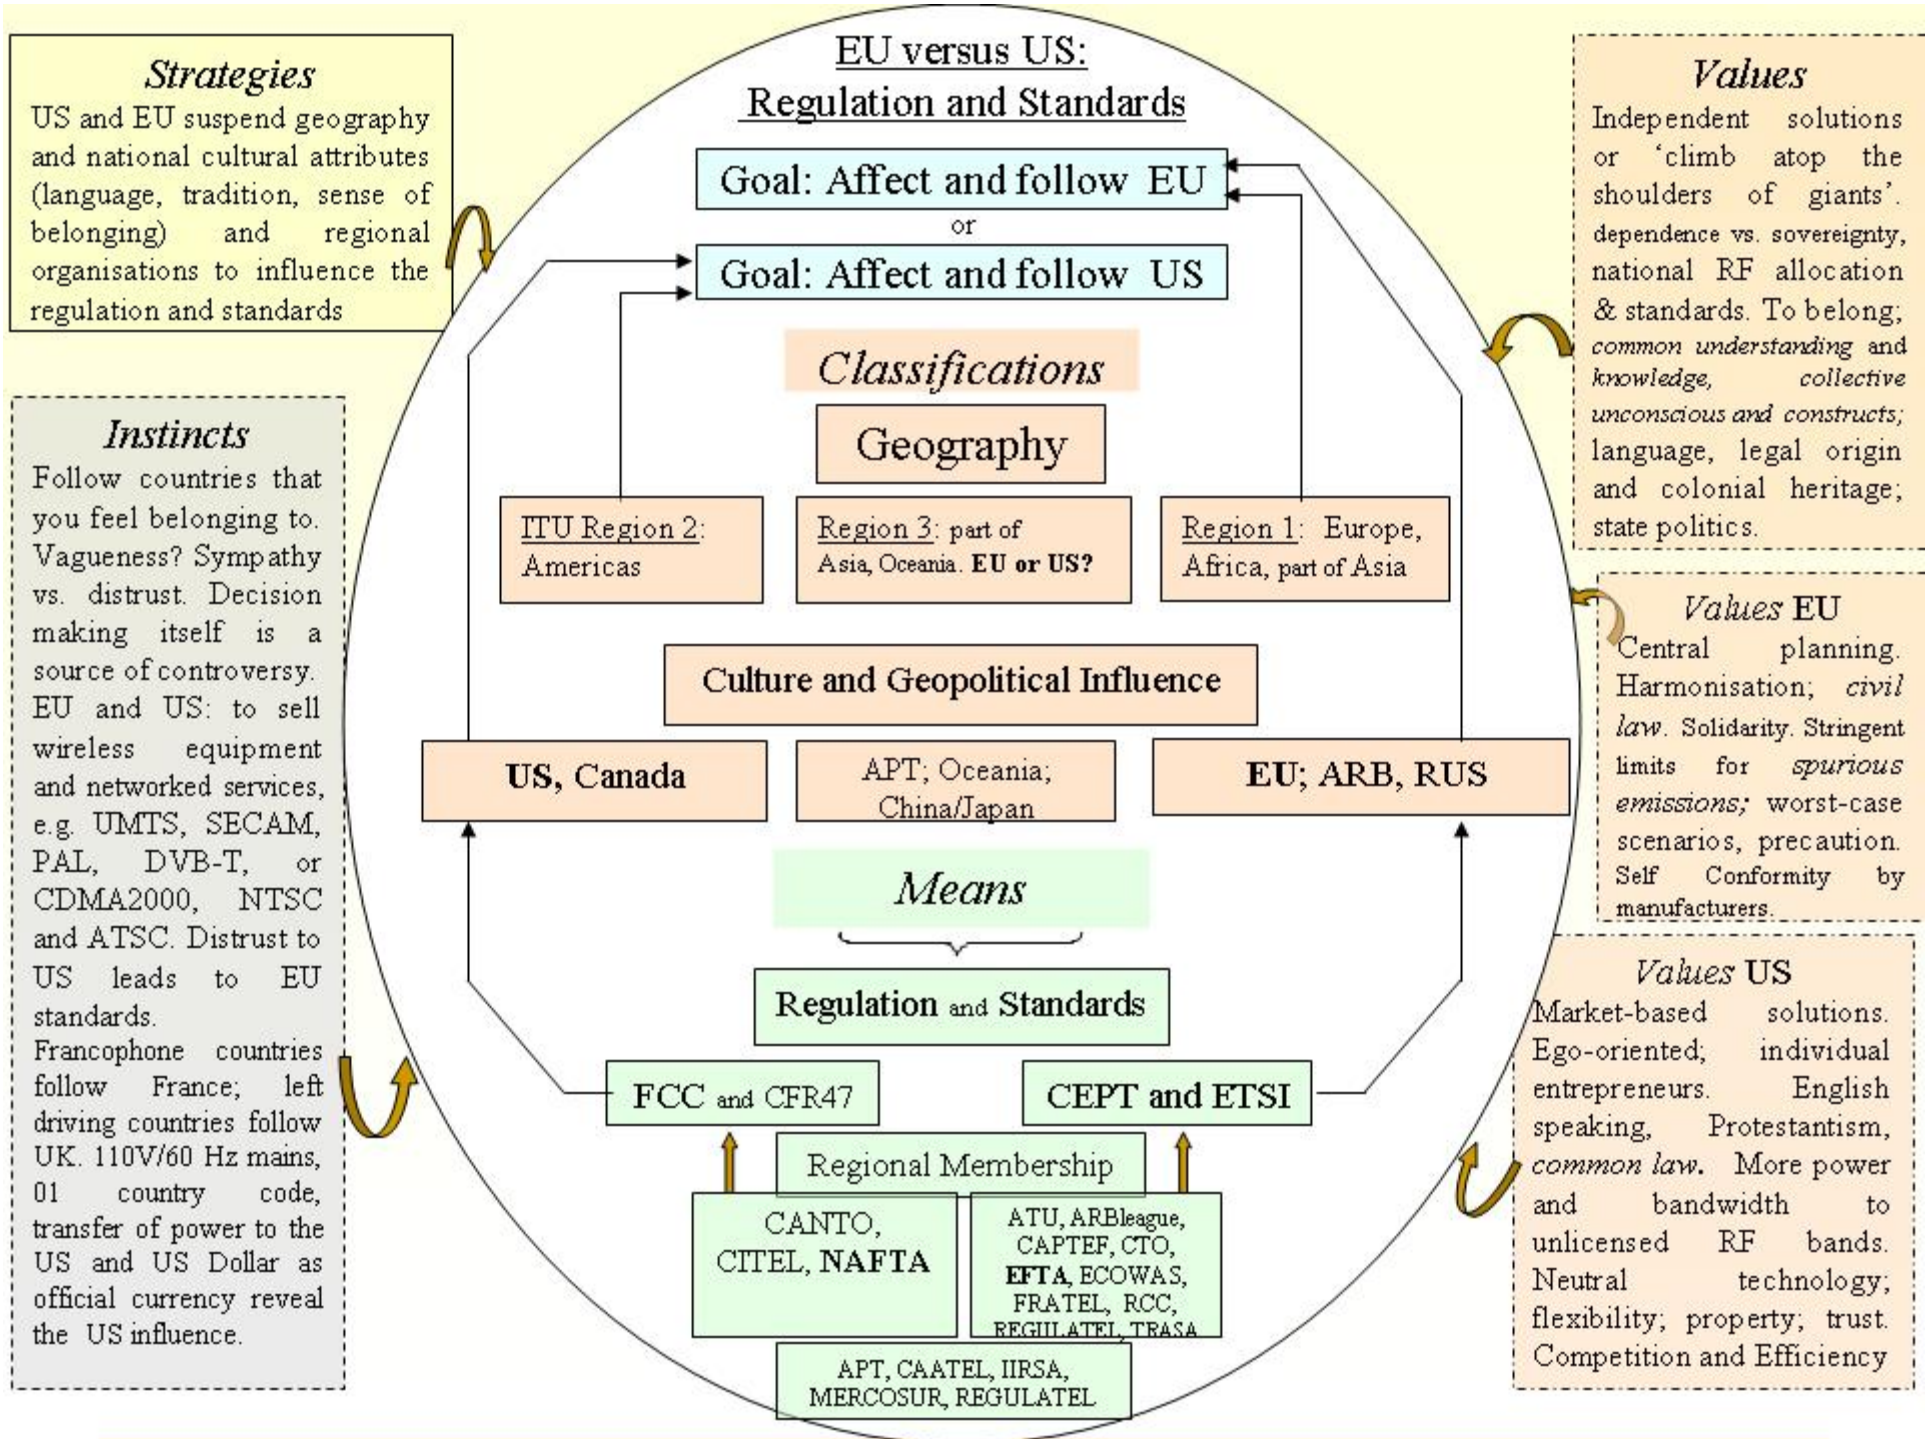 EU versus US:
Regulation and Standards
Strategies
US and EU suspend geography
and national cultural attributes
(language, tradition, sense of
belonging) and regional
organisations to influence the
regulation and standards
Instincts
Follow countries that
you feel belonging to.
Vagueness? Sympathy
vs. distrust. Decision
making itself is a
source of controversy.
EU and US: to sell
wireless equipment
and networked services,
e.g. UMTS, SECAM,
PAL, DVB-T, or
CDMA2000, NTSC
and ATSC. Distrust to
US leads to EU
standards.
Francophone countries
follow France; left
driving countries follow
UK. 110V/60 Hz mains,
01 country code,
transfer of power to the
US and US Dollar as
official currency reveal
the US influence.
Goal: Affect and follow EU
or
Goal: Affect and follow US
Classifications
Geography
ITU Region 2:
Americas
Region 3: part of
Asia, Oceania. EU or US?
Region 1: Europe,
Africa, part of Asia
Culture and Geopolitical Influence
US, Canada
APT; Oceania;
China/Japan
EU; ARB, RUS
Means
Regulation and Standards
FCC and CFR47
CEPT and ETSI
Regional Membership
CANTO,
CITEL, NAFTA
ATU, ARBleague,
CAPTEF, CTO,
EFTA, ECOWAS,
FRATEL, RCC,
REGULATEL, TRASA
APT, CAATEL, IIRSA,
MERCOSUR, REGULATEL
Values
Independent solutions
or ‘climb atop the
shoulders of giants’.
dependence vs. sovereignty,
national RF allocation
& standards. To belong;
common understanding and
knowledge, collective
unconscious and constructs;
language, legal origin
and colonial heritage;
state politics.
Values EU
Central planning.
Harmonisation; civil
law. Solidarity. Stringent
limits for spurious
emissions; worst-case
scenarios, precaution.
Self Conformity by
manufacturers.
Values US
Market-based solutions.
Ego-oriented; individual
entrepreneurs. English
speaking, Protestantism,
common law. More power
and bandwidth to
unlicensed RF bands.
Neutral technology;
flexibility; property; trust.
Competition and Efficiency